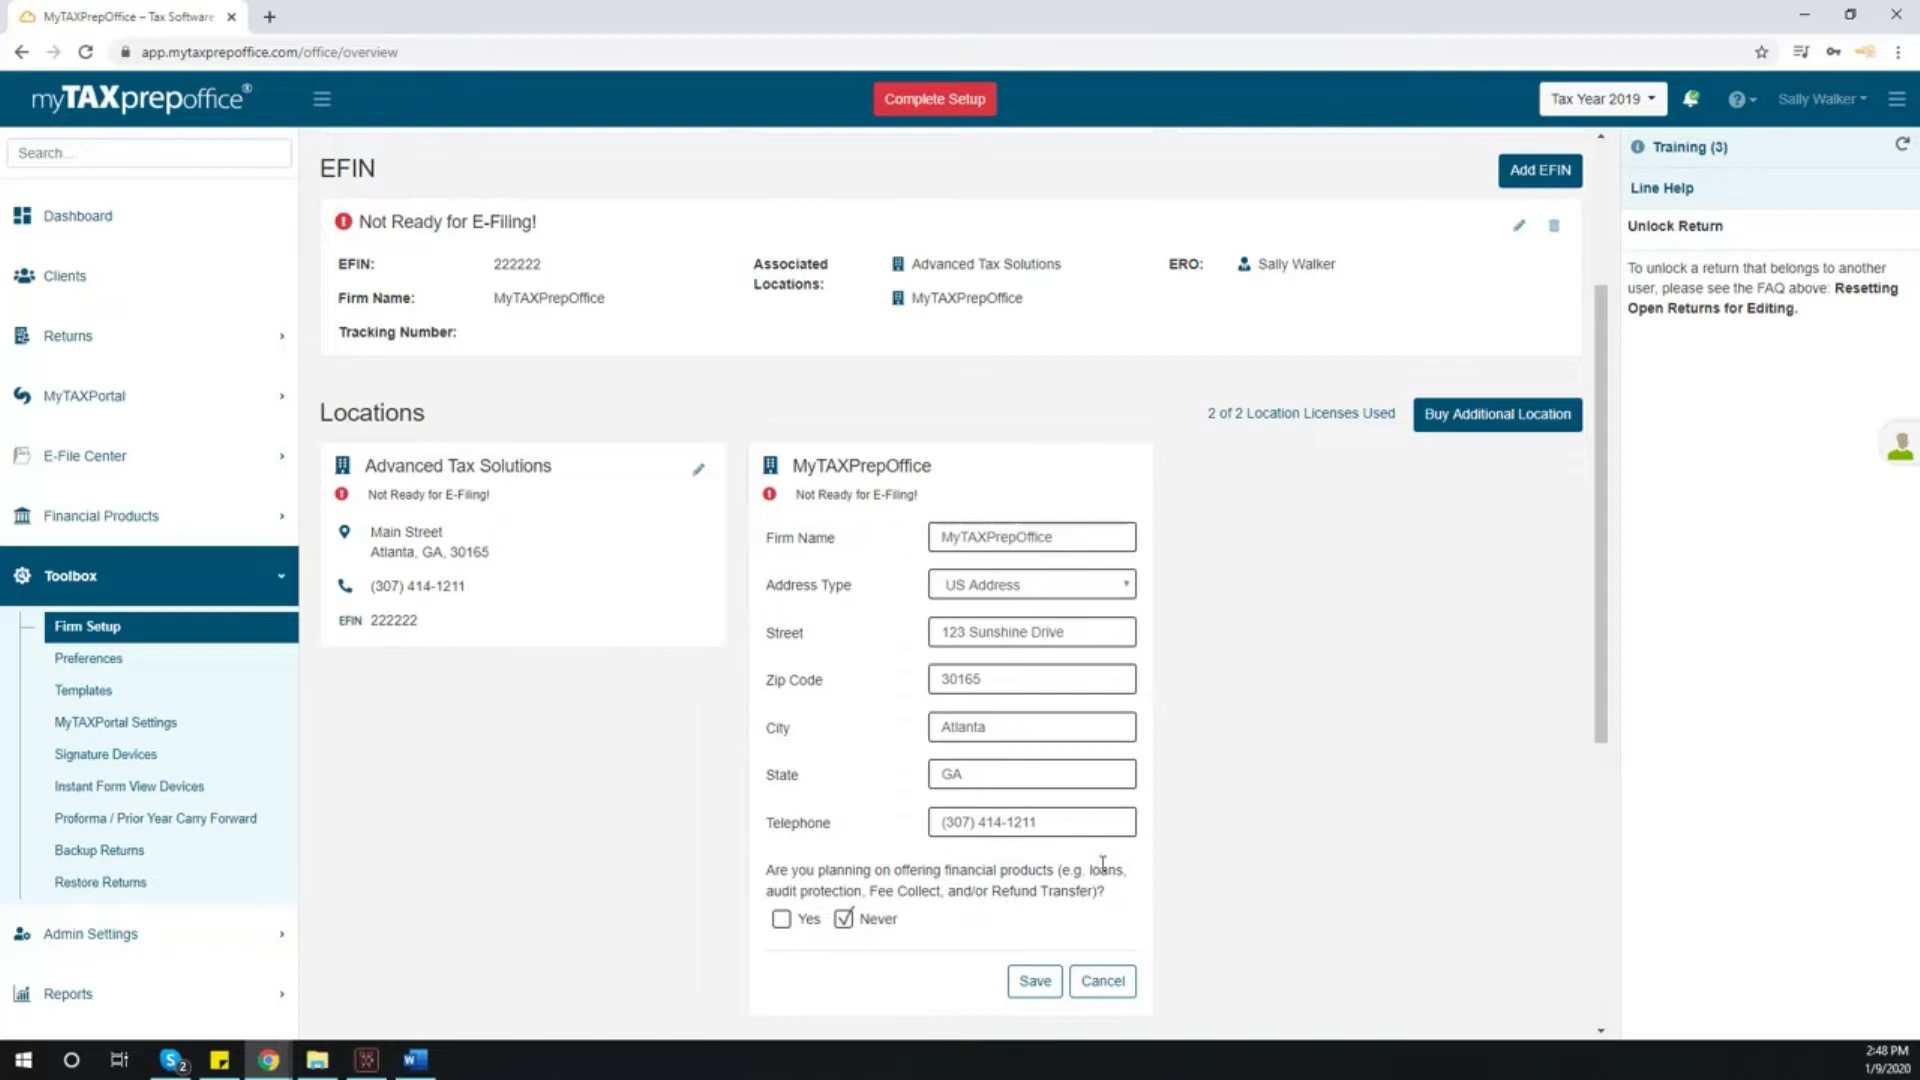 MyTAXPrepOffice – Tax Software
app.mytaxprepoffice.com/office/overview
myTAXprepoffice®
Complete Setup
Tax Year 2019
Sally Walker
Search...
Dashboard
Clients
Returns
MyTAXPortal
E-File Center
Financial Products
Toolbox
Firm Setup
Preferences
Templates
MyTAXPortal Settings
Signature Devices
Instant Form View Devices
Proforma / Prior Year Carry Forward
Backup Returns
Restore Returns
Admin Settings
Reports
EFIN
Add EFIN
Not Ready for E-Filing!
EFIN: 222222
Firm Name: MyTAXPrepOffice
Tracking Number:
Associated
Locations:
Advanced Tax Solutions
MyTAXPrepOffice
ERO: Sally Walker
Locations
2 of 2 Location Licenses Used
Buy Additional Location
Advanced Tax Solutions
Not Ready for E-Filing!
Main Street
Atlanta, GA, 30165
(307) 414-1211
EFIN 222222
MyTAXPrepOffice
Not Ready for E-Filing!
Firm Name MyTAXPrepOffice
Address Type US Address
Street 123 Sunshine Drive
Zip Code 30165
City Atlanta
State GA
Telephone (307) 414-1211
Are you planning on offering financial products (e.g. loans,
audit protection, Fee Collect, and/or Refund Transfer)?
Yes Never
Save Cancel
Training (3)
Line Help
Unlock Return
To unlock a return that belongs to another
user, please see the FAQ above: Resetting
Open Returns for Editing.
S 2
W
2:48 PM
1/9/2020